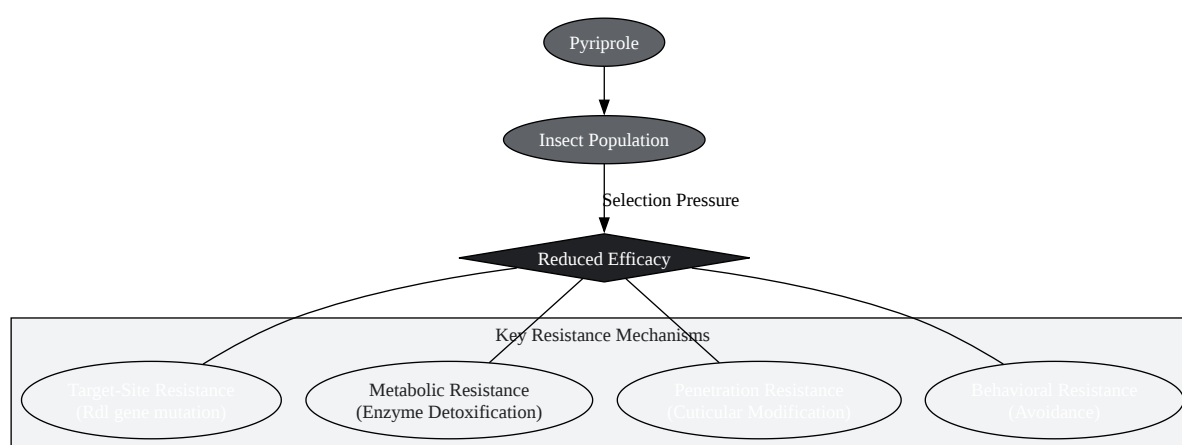 Pyriprole
Insect Population
Selection Pressure
Reduced Efficacy
Key Resistance Mechanisms
Target-Site Resistance
(Rdl gene mutation)
Metabolic Resistance
(Enzyme Detoxification)
Penetration Resistance
(Cuticular Modification)
Behavioral Resistance
(Avoidance)